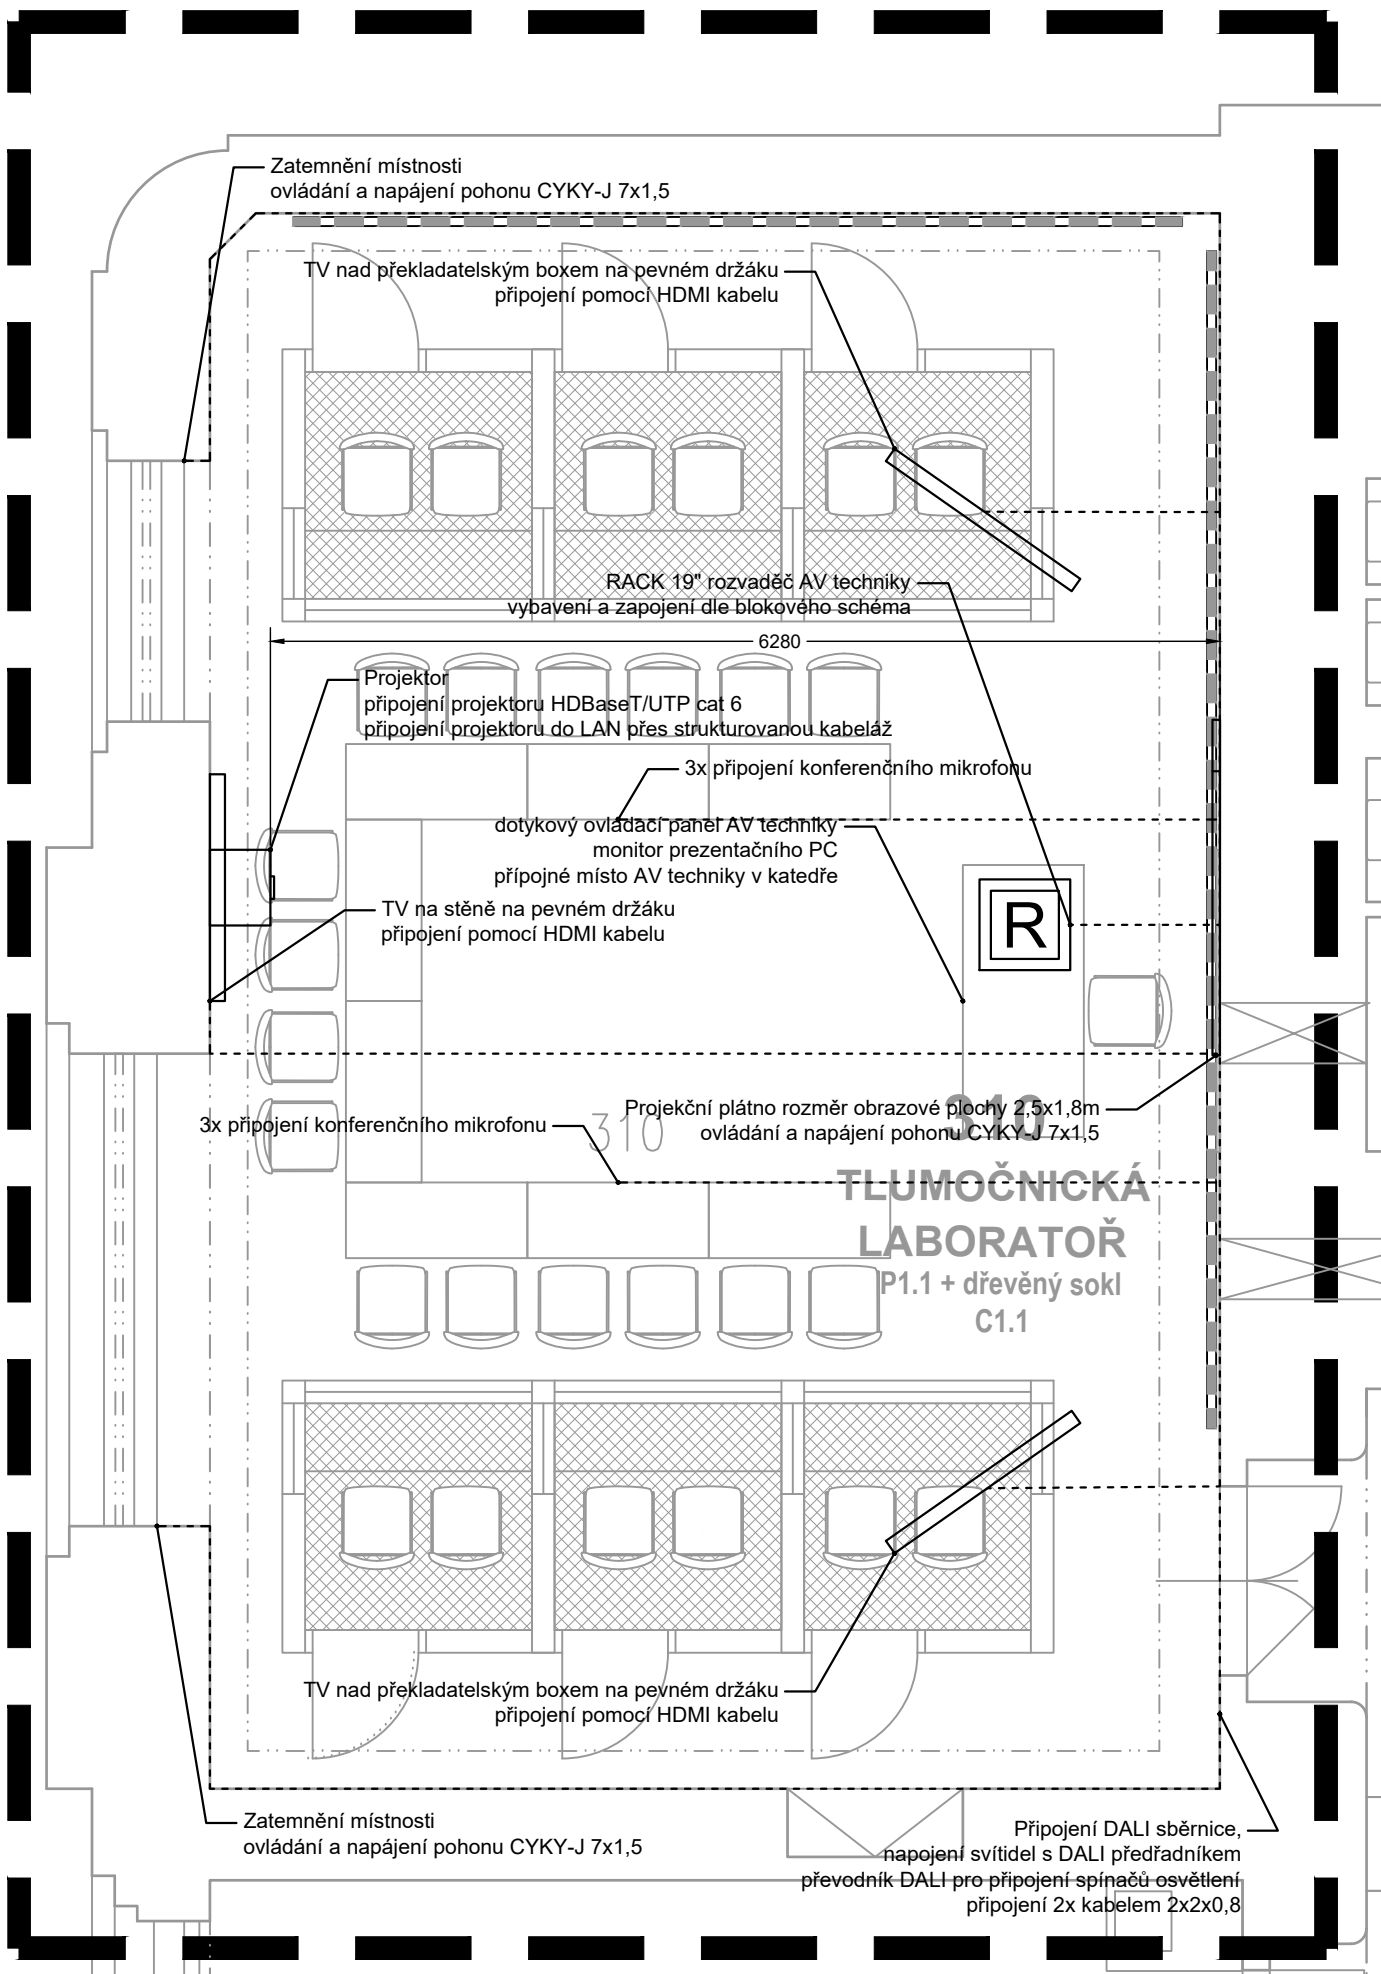 Zatemnění místnosti
ovládání a napájení pohonu CYKY-J 7x1,5
TV nad překladatelským boxem na pevném držáku
připojení pomocí HDMI kabelu
RACK 19" rozvaděč AV techniky
vybavení a zapojení dle blokového schéma
6280
Projektor
připojení projektoru HDBaseT/UTP cat 6
připojení projektoru do LAN přes strukturovanou kabeláž
3x připojení konferenčního mikrofonu
dotykový ovládací panel AV techniky
monitor prezentačního PC
přípojné místo AV techniky v katedře
R
TV na stěně na pevném držáku
připojení pomocí HDMI kabelu
Projekční plátno rozměr obrazové plochy 2,5x1,8m
ovládání a napájení pohonu CYKY-J 7x1,5
3x připojení konferenčního mikrofonu
310
310
TLUMOČNICKÁ
LABORATOŘ
P1.1 + dřevěný sokl
C1.1
TV nad překladatelským boxem na pevném držáku
připojení pomocí HDMI kabelu
Zatemnění místnosti
ovládání a napájení pohonu CYKY-J 7x1,5
Připojení DALI sběrnice,
napojení svítidel s DALI předřadníkem
převodník DALI pro připojení spínačů osvětlení
připojení 2x kabelem 2x2x0,8